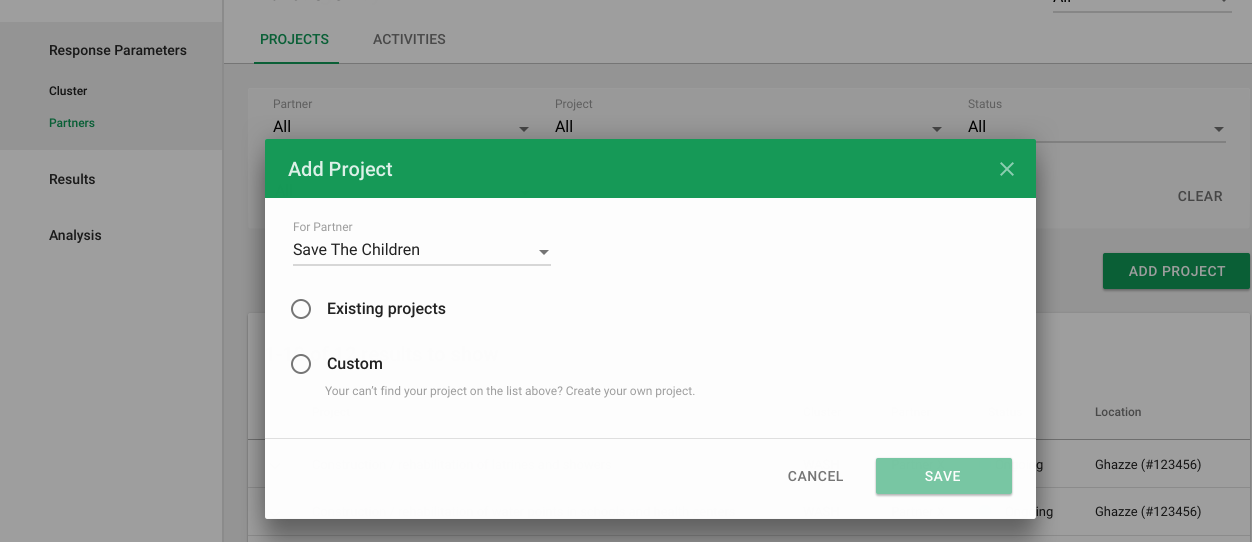 Response Parameters
Cluster
Partners
Results
Analysis
All
PROJECTS ACTIVITIES
Partner Project Status
All All All
CLEAR
ADD PROJECT
Add Project
For Partner
Save The Children
Existing projects
Custom
Your can't find your project on the list above? Create your own project.
CANCEL SAVE
Location
g Ghazze (#123456)
ing Ghazze (#123456)